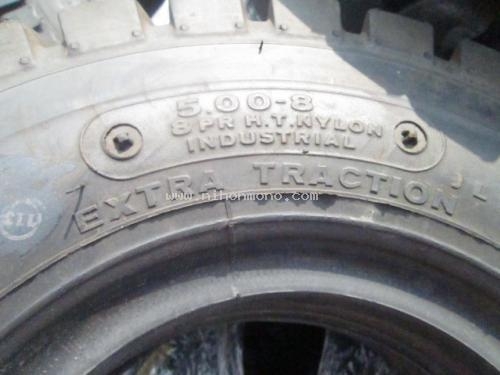 5.00-8
8 PR H.T. NYLON
INDUSTRIAL
EXTRA TRACTION
www.nihonmono.com